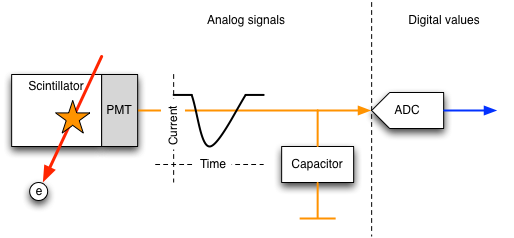 Analog signals
Digital values
Scintillator
PMT
Current
ADC
Time
Capacitor
e